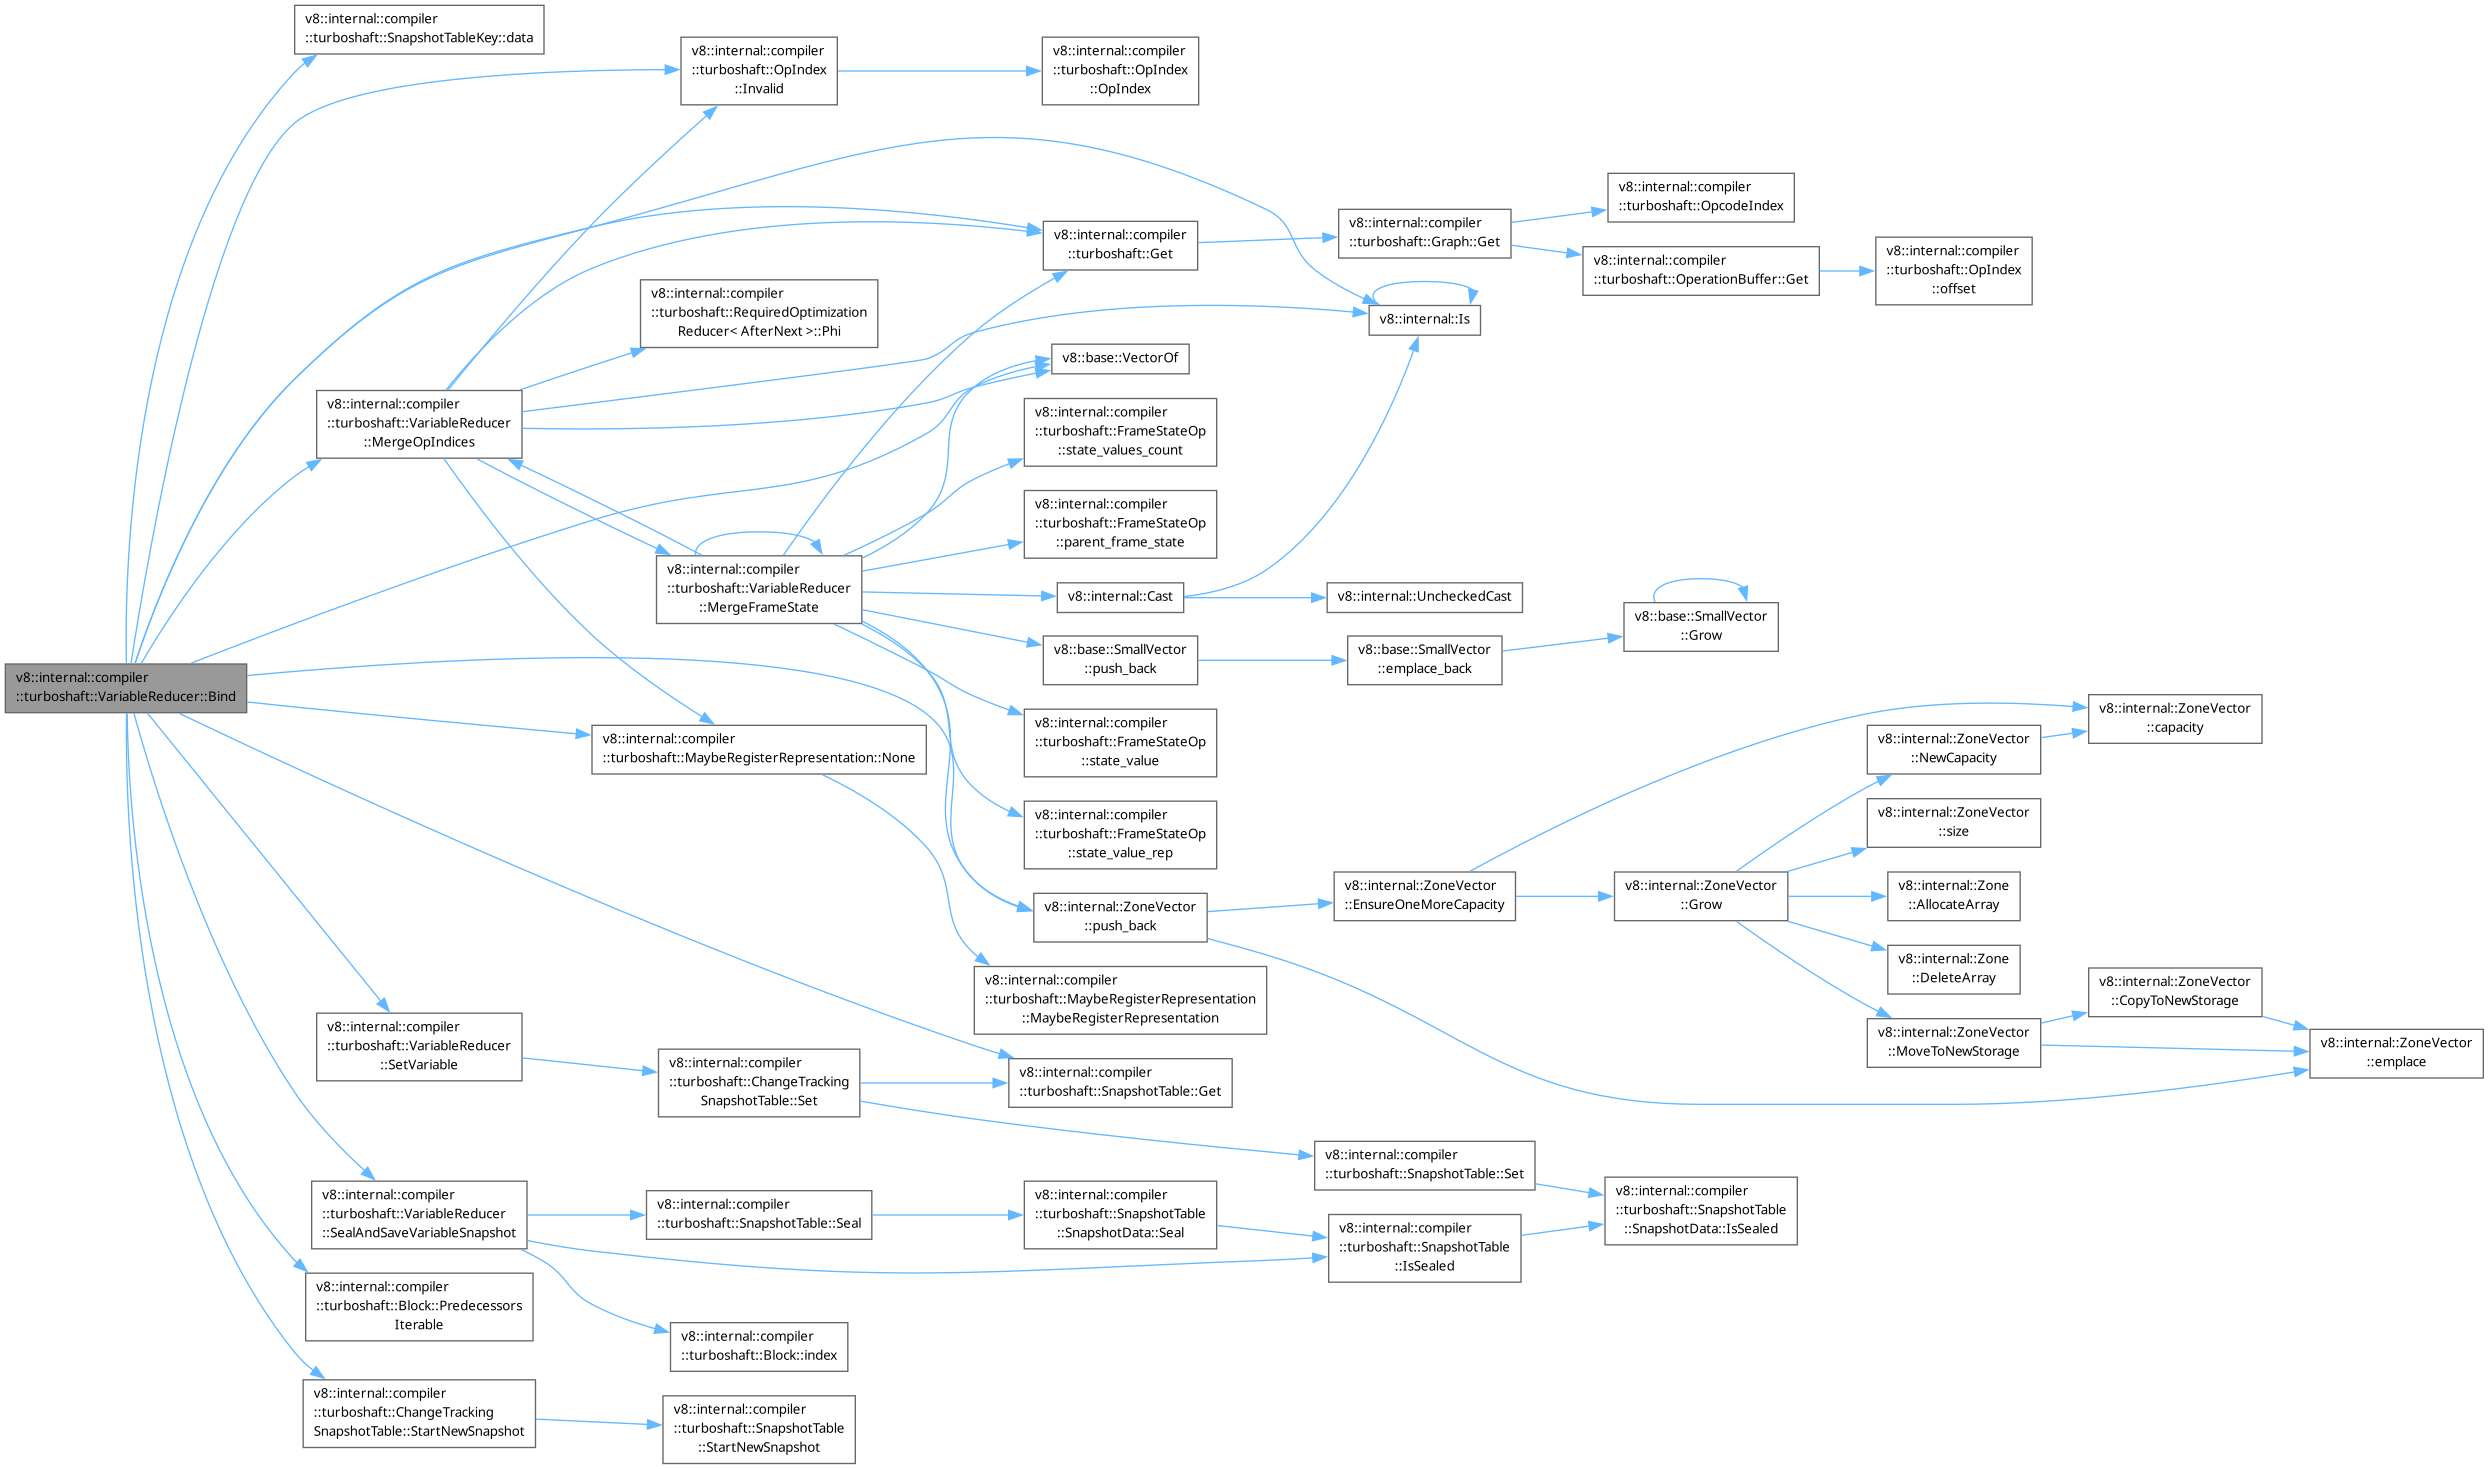 v8::internal::compiler
::turboshaft::VariableReducer::Bind
v8::internal::compiler
::turboshaft::SnapshotTableKey::data
v8::internal::compiler
::turboshaft::OpIndex
::Invalid
v8::internal::compiler
::turboshaft::OpIndex
::OpIndex
v8::internal::compiler
::turboshaft::Get
v8::internal::compiler
::turboshaft::Graph::Get
v8::internal::compiler
::turboshaft::OpcodeIndex
v8::internal::compiler
::turboshaft::OperationBuffer::Get
v8::internal::compiler
::turboshaft::OpIndex
::offset
v8::internal::Is
v8::internal::compiler
::turboshaft::RequiredOptimization
Reducer< AfterNext >::Phi
v8::base::VectorOf
v8::internal::compiler
::turboshaft::VariableReducer
::MergeOpIndices
v8::internal::compiler
::turboshaft::FrameStateOp
::state_values_count
v8::internal::compiler
::turboshaft::FrameStateOp
::parent_frame_state
v8::internal::compiler
::turboshaft::VariableReducer
::MergeFrameState
v8::internal::Cast
v8::internal::UncheckedCast
v8::base::SmallVector
::push_back
v8::base::SmallVector
::emplace_back
v8::base::SmallVector
::Grow
v8::internal::compiler
::turboshaft::FrameStateOp
::state_value
v8::internal::compiler
::turboshaft::FrameStateOp
::state_value_rep
v8::internal::compiler
::turboshaft::MaybeRegisterRepresentation::None
v8::internal::compiler
::turboshaft::MaybeRegisterRepresentation
::MaybeRegisterRepresentation
v8::internal::ZoneVector
::push_back
v8::internal::ZoneVector
::EnsureOneMoreCapacity
v8::internal::ZoneVector
::Grow
v8::internal::ZoneVector
::NewCapacity
v8::internal::ZoneVector
::capacity
v8::internal::ZoneVector
::size
v8::internal::Zone
::AllocateArray
v8::internal::Zone
::DeleteArray
v8::internal::ZoneVector
::MoveToNewStorage
v8::internal::ZoneVector
::CopyToNewStorage
v8::internal::ZoneVector
::emplace
v8::internal::compiler
::turboshaft::VariableReducer
::SetVariable
v8::internal::compiler
::turboshaft::ChangeTracking
SnapshotTable::Set
v8::internal::compiler
::turboshaft::SnapshotTable::Get
v8::internal::compiler
::turboshaft::SnapshotTable::Set
v8::internal::compiler
::turboshaft::VariableReducer
::SealAndSaveVariableSnapshot
v8::internal::compiler
::turboshaft::SnapshotTable::Seal
v8::internal::compiler
::turboshaft::SnapshotTable
::SnapshotData::Seal
v8::internal::compiler
::turboshaft::SnapshotTable
::IsSealed
v8::internal::compiler
::turboshaft::SnapshotTable
::SnapshotData::IsSealed
v8::internal::compiler
::turboshaft::Block::Predecessors
Iterable
v8::internal::compiler
::turboshaft::Block::index
v8::internal::compiler
::turboshaft::ChangeTracking
SnapshotTable::StartNewSnapshot
v8::internal::compiler
::turboshaft::SnapshotTable
::StartNewSnapshot